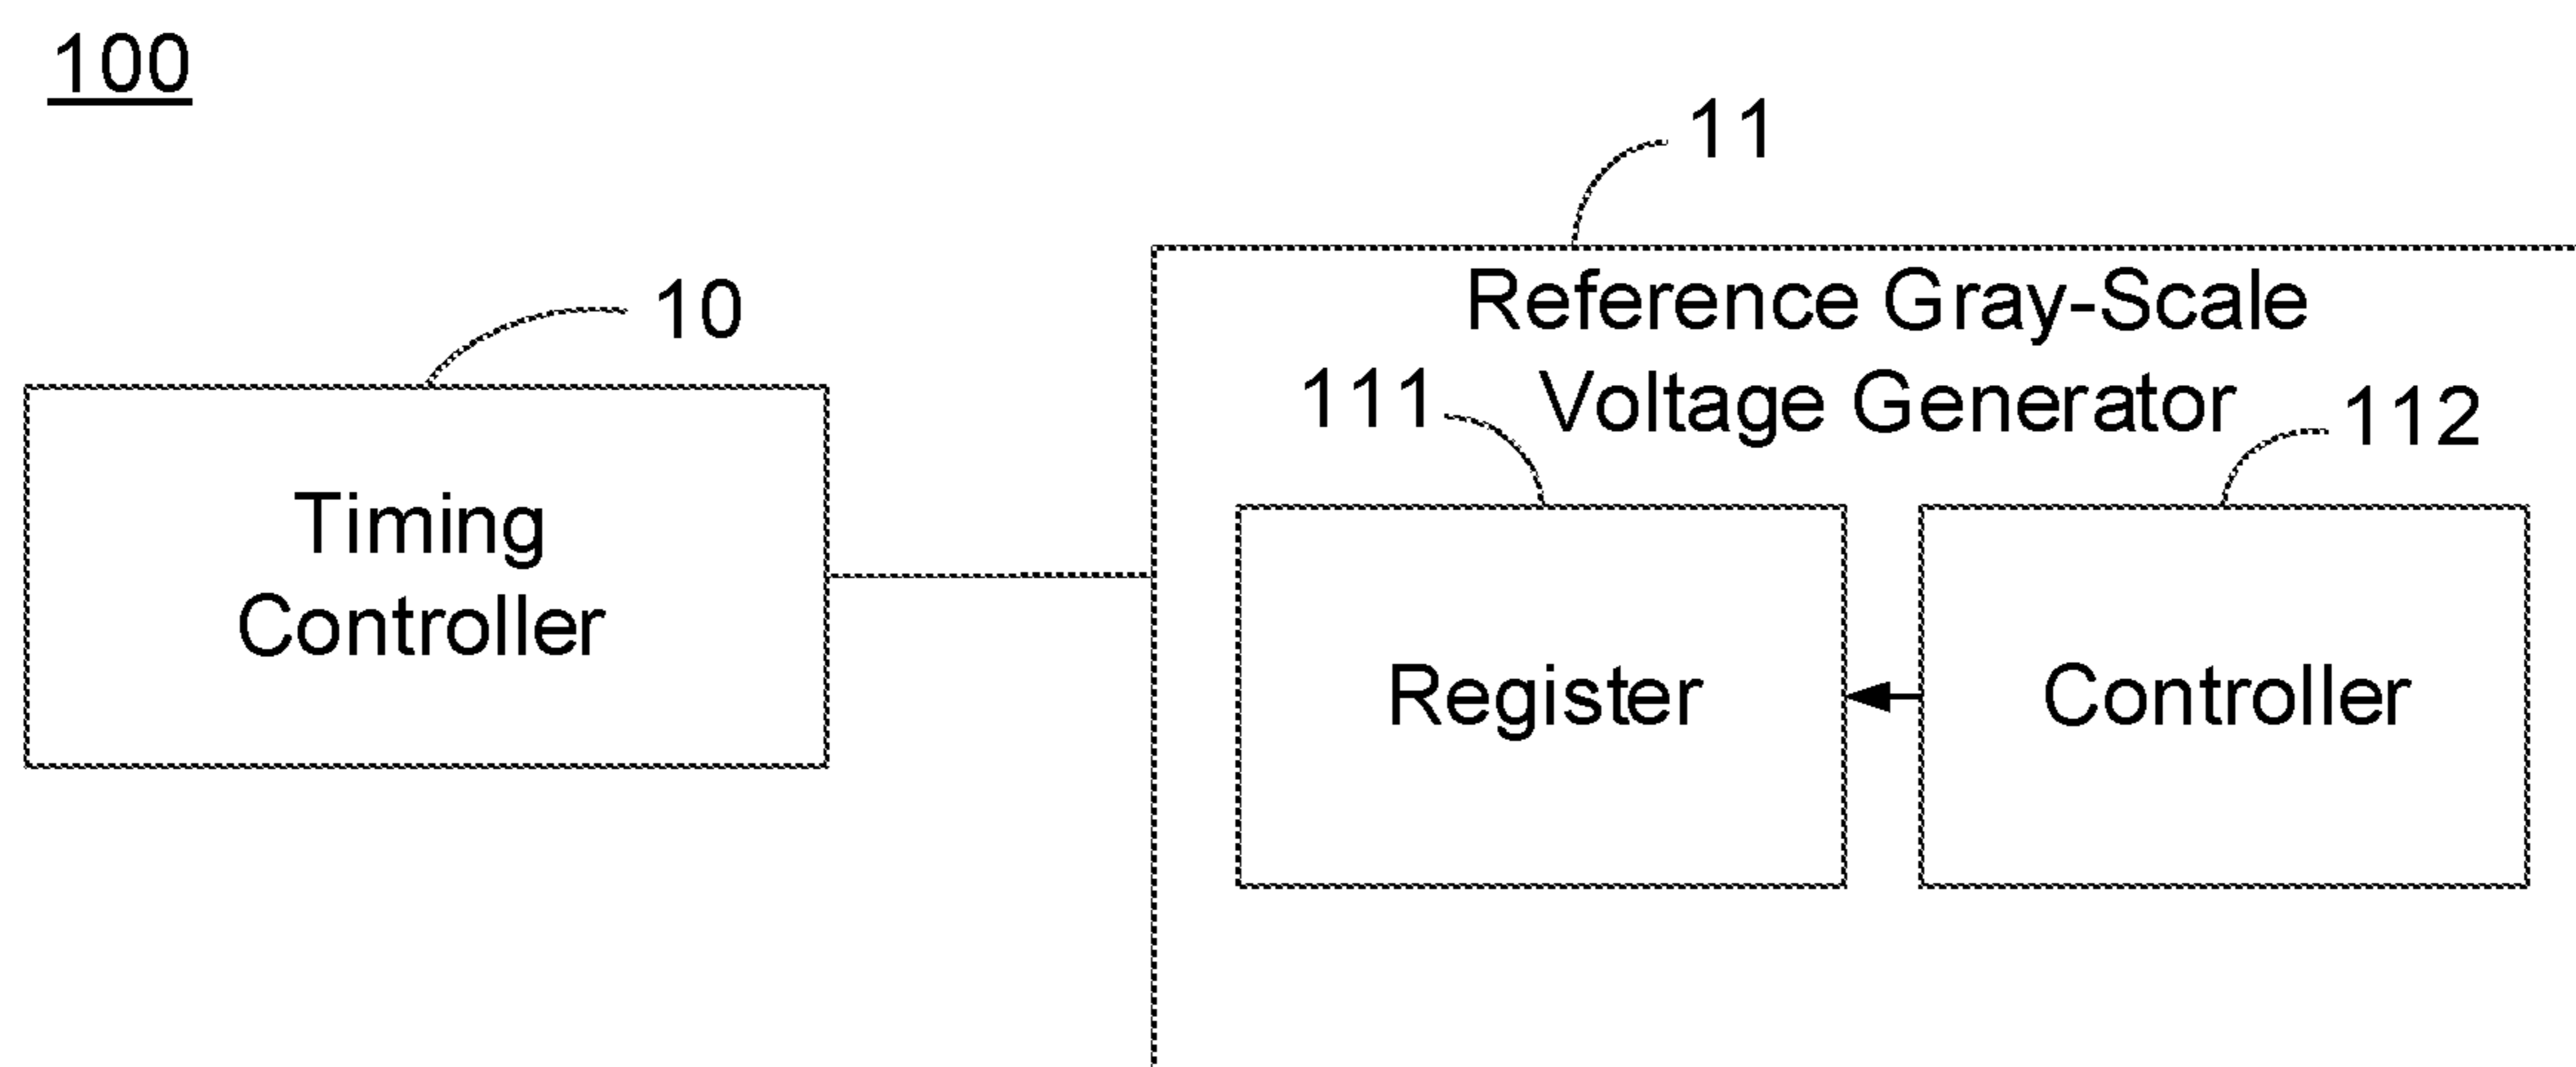 100
11
10
Reference Gray-Scale
Voltage Generator
111
112
Timing
Controller
Register
Controller